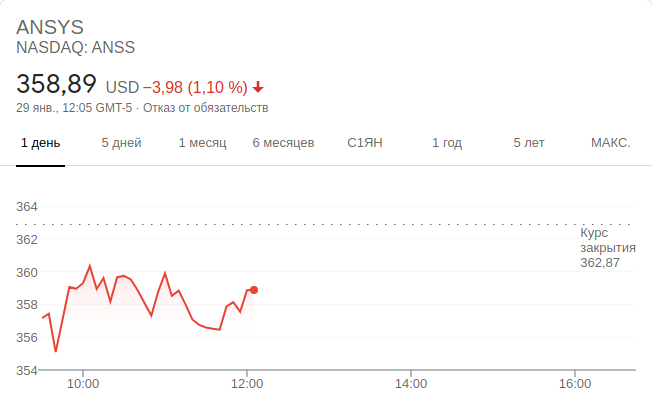 ANSYS
NASDAQ: ANSS
358,89 USD −3,98 (1,10 %)
29 янв., 12:05 GMT-5 · Отказ от обязательств
1 день 5 дней 1 месяц 6 месяцев С1ЯН 1 год 5 лет МАКС.
364
362
Курс
закрытия
362,87
360
358
356
354
10:00 12:00 14:00 16:00